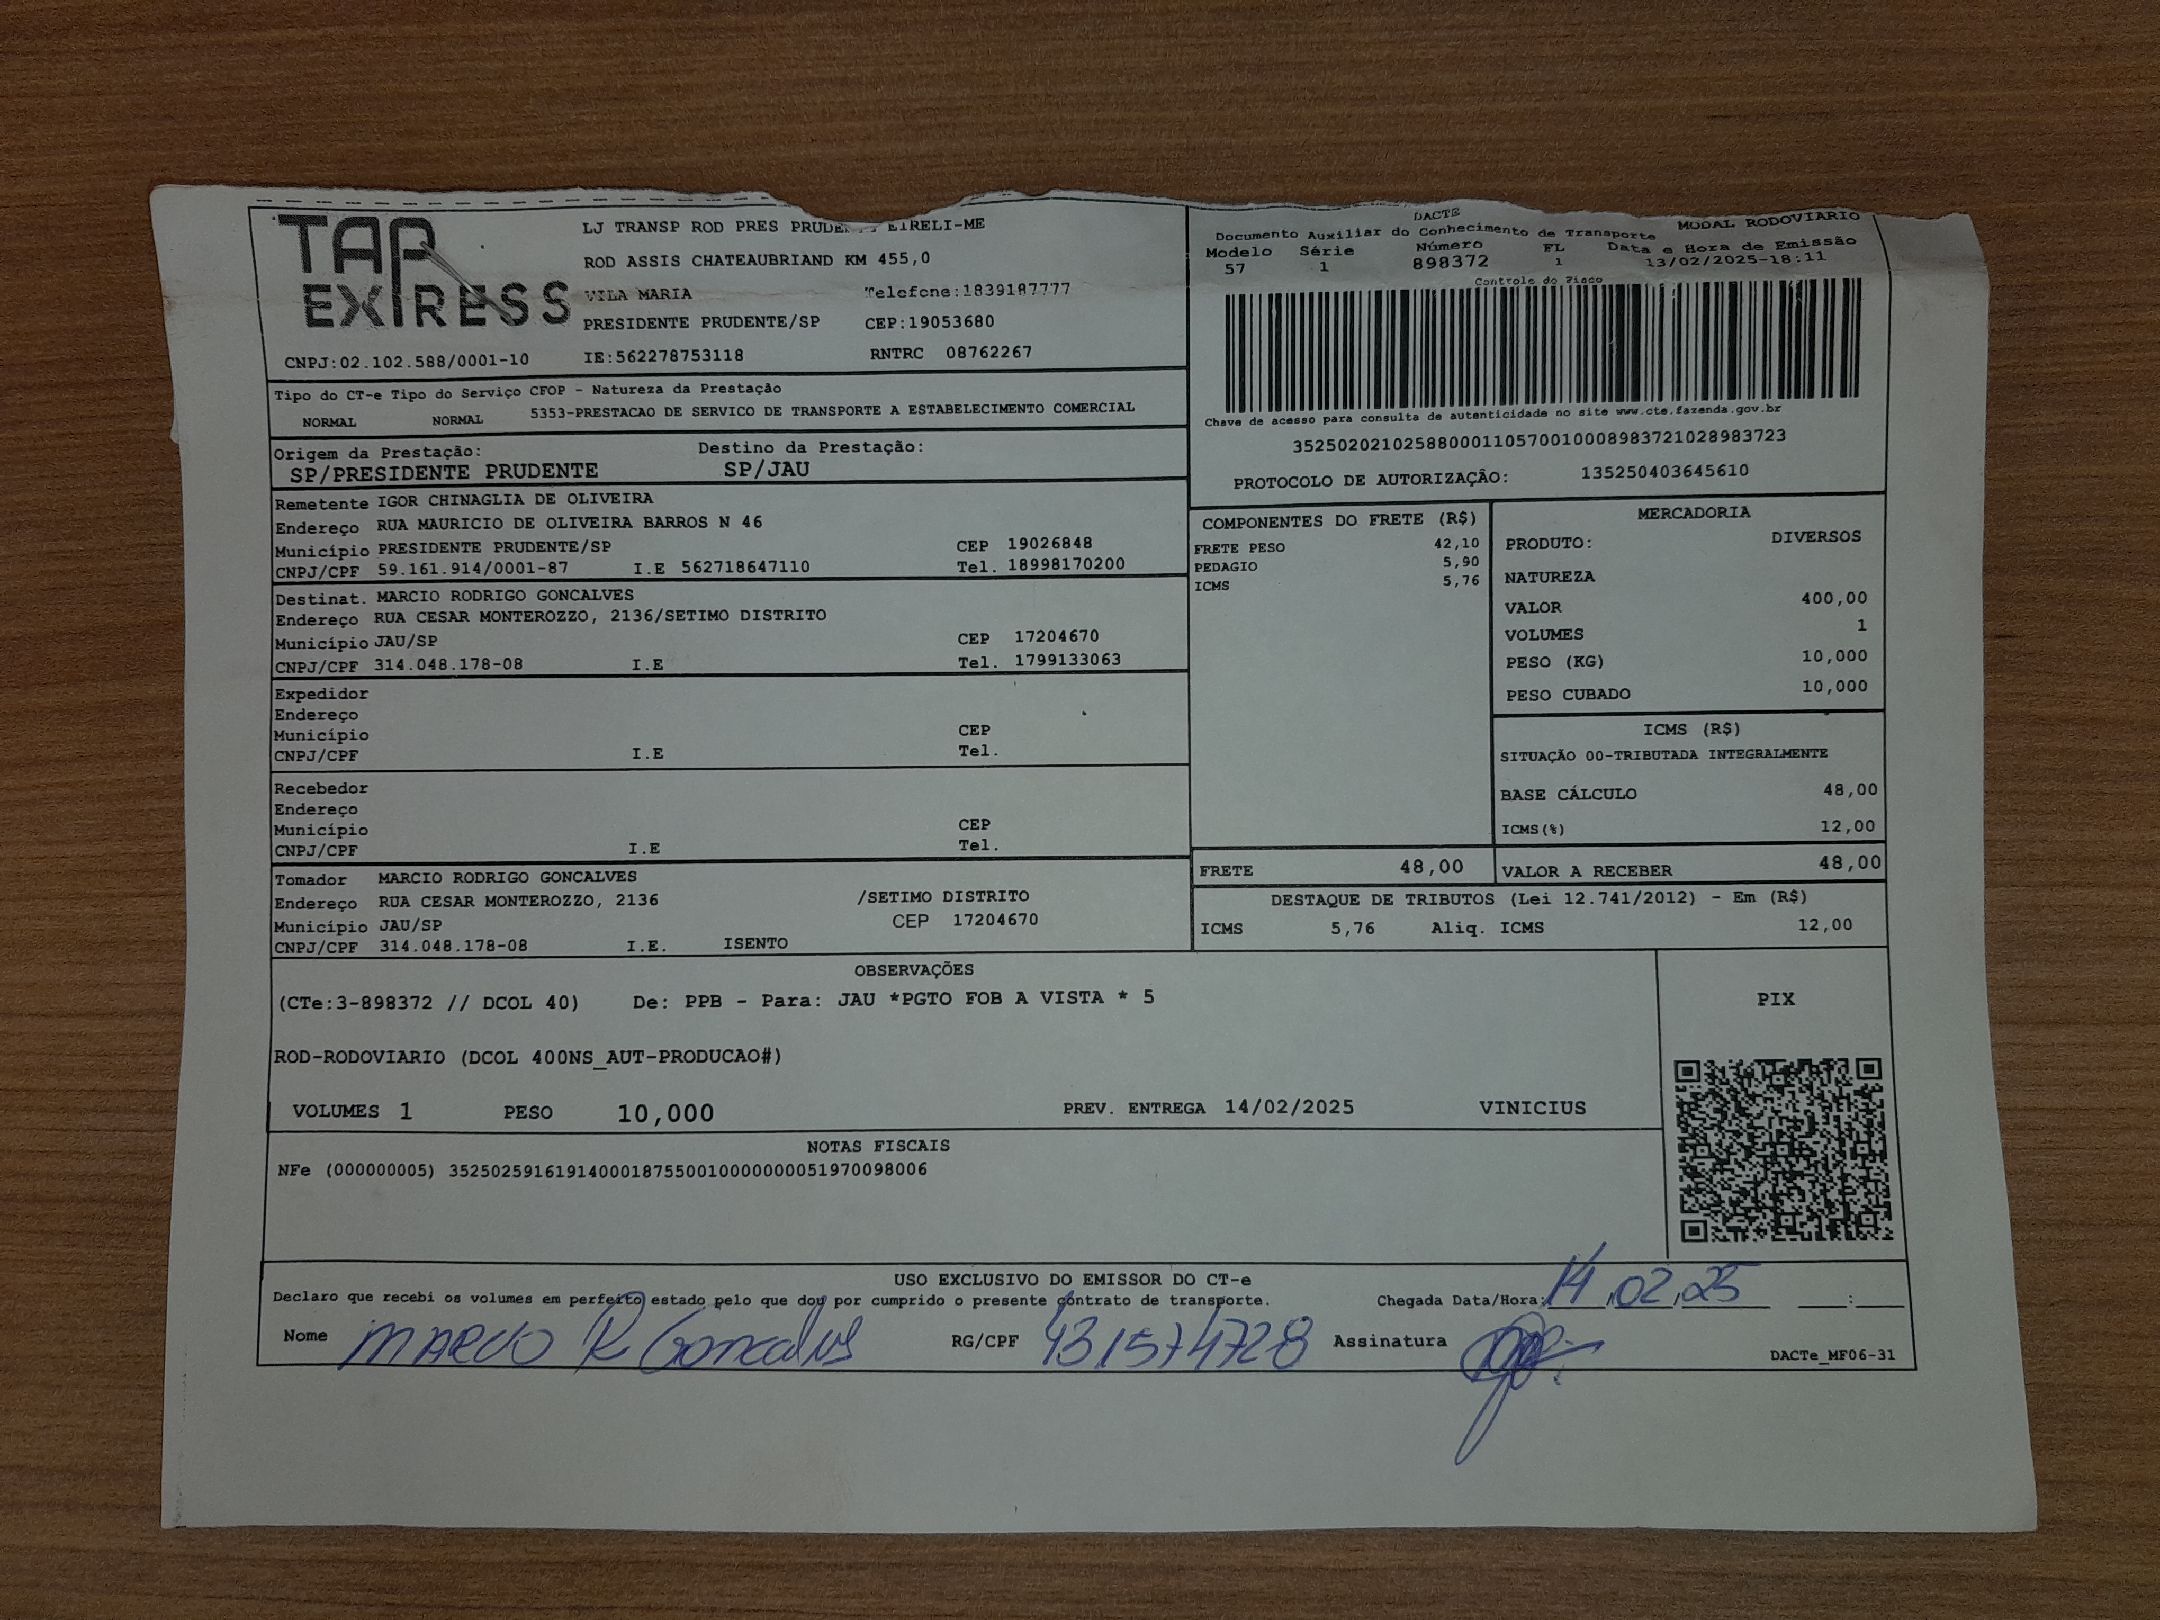 TAP
EXPRESS
LJ TRANSP ROD PRES PRUDE EIRELI-ME
ROD ASSIS CHATEAUBRIAND KM 455,0
VILA MARIA Telefone:1839187777
PRESIDENTE PRUDENTE/SP CEP:19053680
CNPJ:02.102.588/0001-10 IE:562278753118 RNTRC 08762267
DACTE MODAL RODOVIARIO
Documento Auxiliar do Conhecimento de Transporte
Modelo Série Número FL Data e Hora de Emissão
57 1 898372 1 13/02/2025-18:11
Controle do Fisco
Chave de acesso para consulta de autenticidade no site www.cte.fazenda.gov.br
35250202102588000110570010008983721028983723
PROTOCOLO DE AUTORIZAÇÃO: 135250403645610
Tipo do CT-e Tipo do Serviço CFOP - Natureza da Prestação
NORMAL NORMAL 5353-PRESTACAO DE SERVICO DE TRANSPORTE A ESTABELECIMENTO COMERCIAL
Origem da Prestação: Destino da Prestação:
SP/PRESIDENTE PRUDENTE SP/JAU
Remetente IGOR CHINAGLIA DE OLIVEIRA
Endereço RUA MAURICIO DE OLIVEIRA BARROS N 46
Município PRESIDENTE PRUDENTE/SP CEP 19026848
CNPJ/CPF 59.161.914/0001-87 I.E 562718647110 Tel. 18998170200
Destinat. MARCIO RODRIGO GONCALVES
Endereço RUA CESAR MONTEROZZO, 2136/SETIMO DISTRITO
Município JAU/SP CEP 17204670
CNPJ/CPF 314.048.178-08 I.E Tel. 1799133063
Expedidor
Endereço
Município CEP
CNPJ/CPF I.E Tel.
Recebedor
Endereço
Município CEP
CNPJ/CPF I.E Tel.
Tomador MARCIO RODRIGO GONCALVES
Endereço RUA CESAR MONTEROZZO, 2136 /SETIMO DISTRITO
Município JAU/SP CEP 17204670
CNPJ/CPF 314.048.178-08 I.E. ISENTO
COMPONENTES DO FRETE (R$)
FRETE PESO 42,10
PEDAGIO 5,90
ICMS 5,76
MERCADORIA
PRODUTO: DIVERSOS
NATUREZA
VALOR 400,00
VOLUMES 1
PESO (KG) 10,000
PESO CUBADO 10,000
ICMS (R$)
SITUAÇÃO 00-TRIBUTADA INTEGRALMENTE
BASE CÁLCULO 48,00
ICMS(%) 12,00
FRETE 48,00 VALOR A RECEBER 48,00
DESTAQUE DE TRIBUTOS (Lei 12.741/2012) - Em (R$)
ICMS 5,76 Aliq. ICMS 12,00
OBSERVAÇÕES
(CTe:3-898372 // DCOL 40) De: PPB - Para: JAU *PGTO FOB A VISTA * 5
ROD-RODOVIARIO (DCOL 400NS_AUT-PRODUCAO#)
VOLUMES 1 PESO 10,000 PREV. ENTREGA 14/02/2025 VINICIUS
PIX
NOTAS FISCAIS
NFe (000000005) 35250259161914000187550010000000051970098006
USO EXCLUSIVO DO EMISSOR DO CT-e
Declaro que recebi os volumes em perfeito estado pelo que dou por cumprido o presente contrato de transporte. Chegada Data/Hora: 14,02,25 :
Nome MARCIO R Goncalves RG/CPF 431574728 Assinatura
DACTe_MF06-31